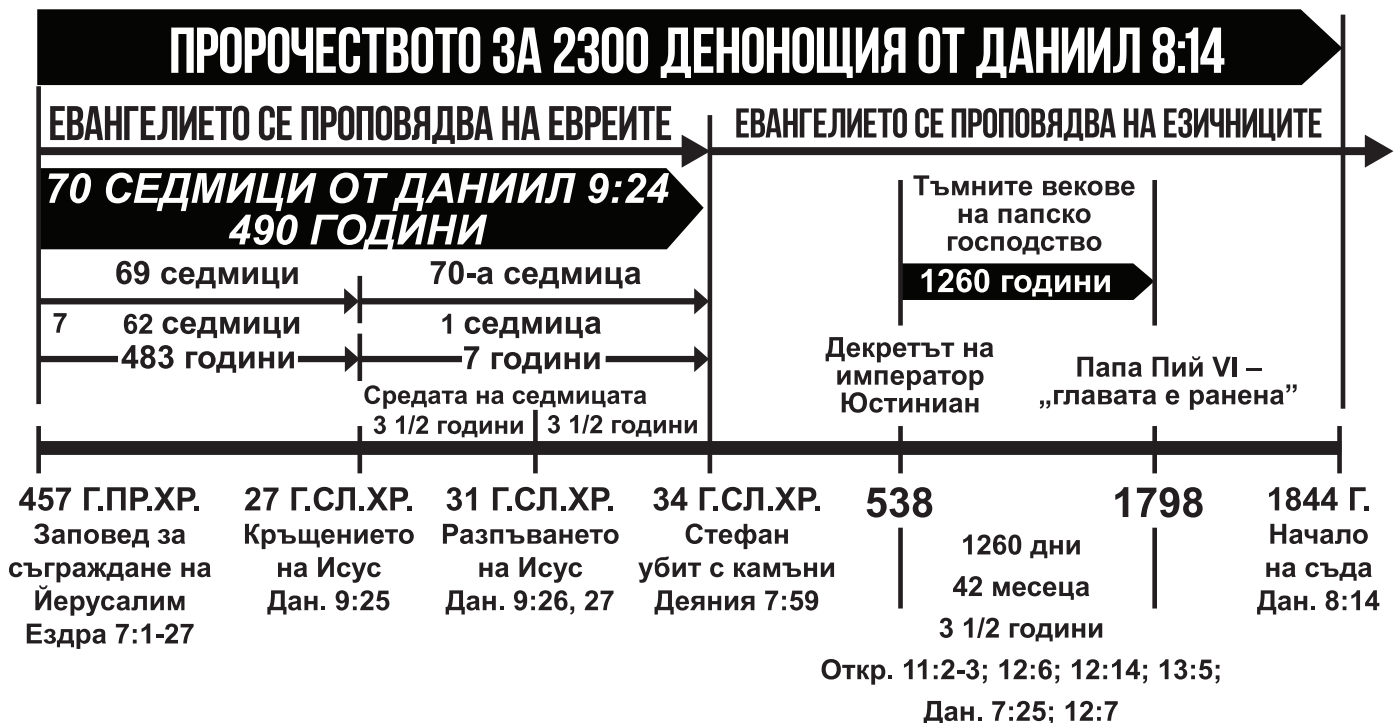 ПРОРОЧЕСТВОТО ЗА 2300 ДЕНОНОЩИЯ ОТ ДАНИИЛ 8:14
ЕВАНГЕЛИЕТО СЕ ПРОПОВЯДВА НА ЕВРЕИТЕ
ЕВАНГЕЛИЕТО СЕ ПРОПОВЯДВА НА ЕЗИЧНИЦИТЕ
70 СЕДМИЦИ ОТ ДАНИИЛ 9:24
490 ГОДИНИ
69 седмици
70-а седмица
7
62 седмици
1 седмица
483 години
7 години
Средата на седмицата
3 1/2 години
3 1/2 години
Тъмните векове
на папско
господство
1260 години
Декретът на
император
Юстиниан
Папа Пий VI –
„главата е ранена”
457 Г.ПР.ХР.
Заповед за
съграждане на
Йерусалим
Ездра 7:1-27
27 Г.СЛ.ХР.
Кръщението
на Исус
Дан. 9:25
31 Г.СЛ.ХР.
Разпъването
на Исус
Дан. 9:26, 27
34 Г.СЛ.ХР.
Стефан
убит с камъни
Деяния 7:59
538
1798
1260 дни
42 месеца
3 1/2 години
Откр. 11:2-3; 12:6; 12:14; 13:5;
Дан. 7:25; 12:7
1844 Г.
Начало
на съда
Дан. 8:14